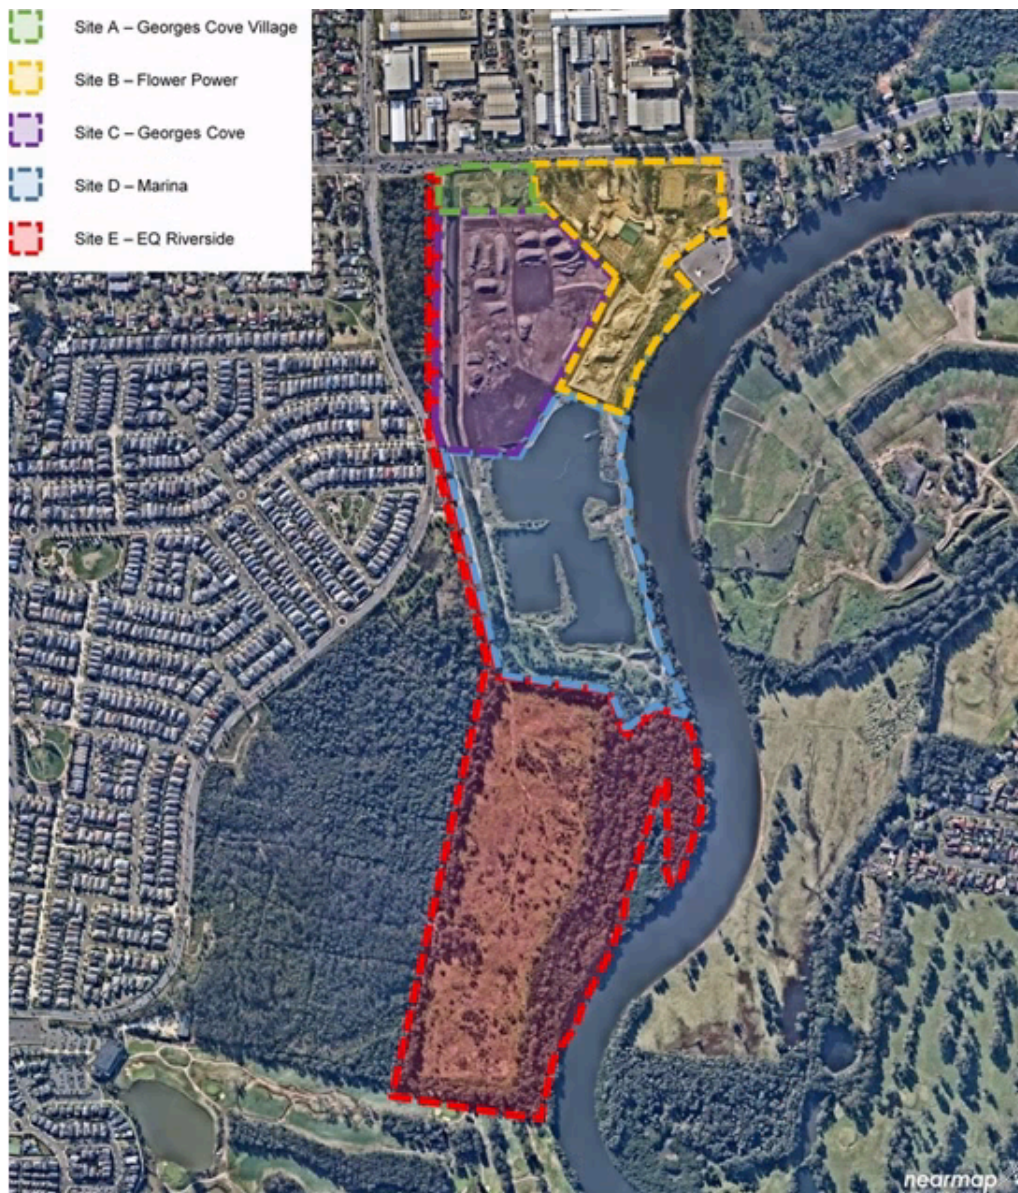 Site A – Georges Cove Village
Site B – Flower Power
Site C – Georges Cove
Site D – Marina
Site E – EQ Riverside
nearmap